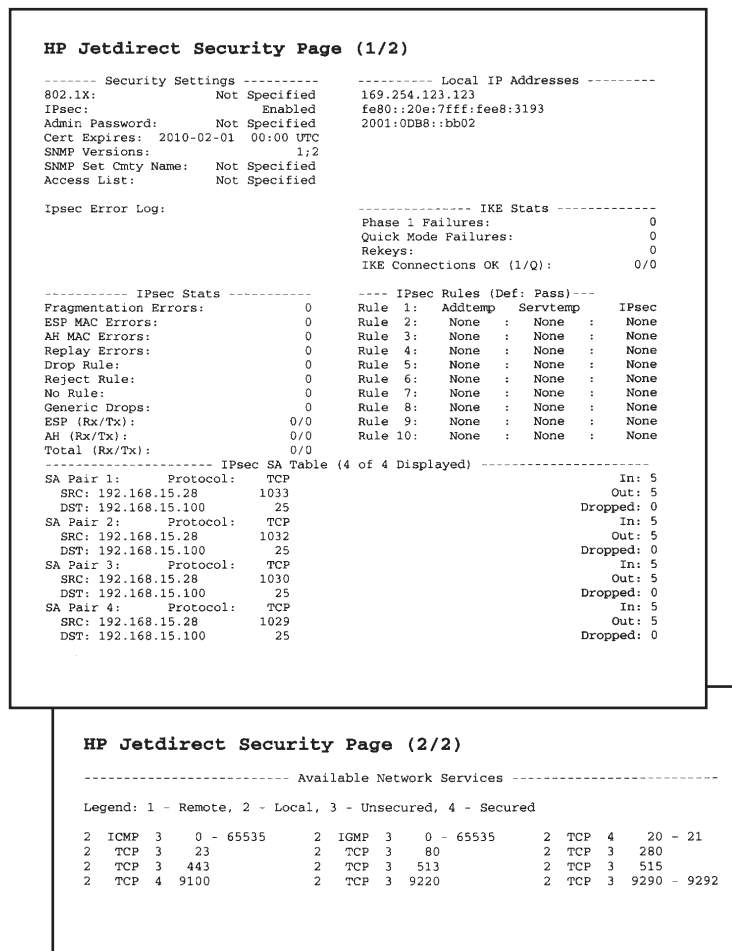 HP Jetdirect Security Page (1/2)
------- Security Settings ----------
802.1X: Not Specified
IPsec: Enabled
Admin Password: Not Specified
Cert Expires: 2010-02-01 00:00 UTC
SNMP Versions: 1;2
SNMP Set Cmty Name: Not Specified
Access List: Not Specified
---------- Local IP Addresses ---------
169.254.123.123
fe80::20e:7fff:fee8:3193
2001:0DB8::bb02
Ipsec Error Log:
--------------- IKE Stats -------------
Phase 1 Failures: 0
Quick Mode Failures: 0
Rekeys: 0
IKE Connections OK (1/Q): 0/0
---------- IPsec Stats -----------
Fragmentation Errors: 0
ESP MAC Errors: 0
AH MAC Errors: 0
Replay Errors: 0
Drop Rule: 0
Reject Rule: 0
No Rule: 0
Generic Drops: 0
ESP (Rx/Tx): 0/0
AH (Rx/Tx): 0/0
Total (Rx/Tx): 0/0
---- IPsec Rules (Def: Pass)---
Rule 1: Addtemp Servtemp IPsec
Rule 2: None : None : None
Rule 3: None : None : None
Rule 4: None : None : None
Rule 5: None : None : None
Rule 6: None : None : None
Rule 7: None : None : None
Rule 8: None : None : None
Rule 9: None : None : None
Rule 10: None : None : None
--------------------- IPsec SA Table (4 of 4 Displayed) ---------------------
SA Pair 1: Protocol: TCP In: 5
SRC: 192.168.15.28 1033 Out: 5
DST: 192.168.15.100 25 Dropped: 0
SA Pair 2: Protocol: TCP In: 5
SRC: 192.168.15.28 1032 Out: 5
DST: 192.168.15.100 25 Dropped: 0
SA Pair 3: Protocol: TCP In: 5
SRC: 192.168.15.28 1030 Out: 5
DST: 192.168.15.100 25 Dropped: 0
SA Pair 4: Protocol: TCP In: 5
SRC: 192.168.15.28 1029 Out: 5
DST: 192.168.15.100 25 Dropped: 0
HP Jetdirect Security Page (2/2)
-------------------------- Available Network Services --------------------------
Legend: 1 - Remote, 2 - Local, 3 - Unsecured, 4 - Secured
2 ICMP 3 0 - 65535 2 IGMP 3 0 - 65535 2 TCP 4 20 - 21
2 TCP 3 23 2 TCP 3 80 2 TCP 3 280
2 TCP 3 443 2 TCP 3 513 2 TCP 3 515
2 TCP 4 9100 2 TCP 3 9220 2 TCP 3 9290 - 9292